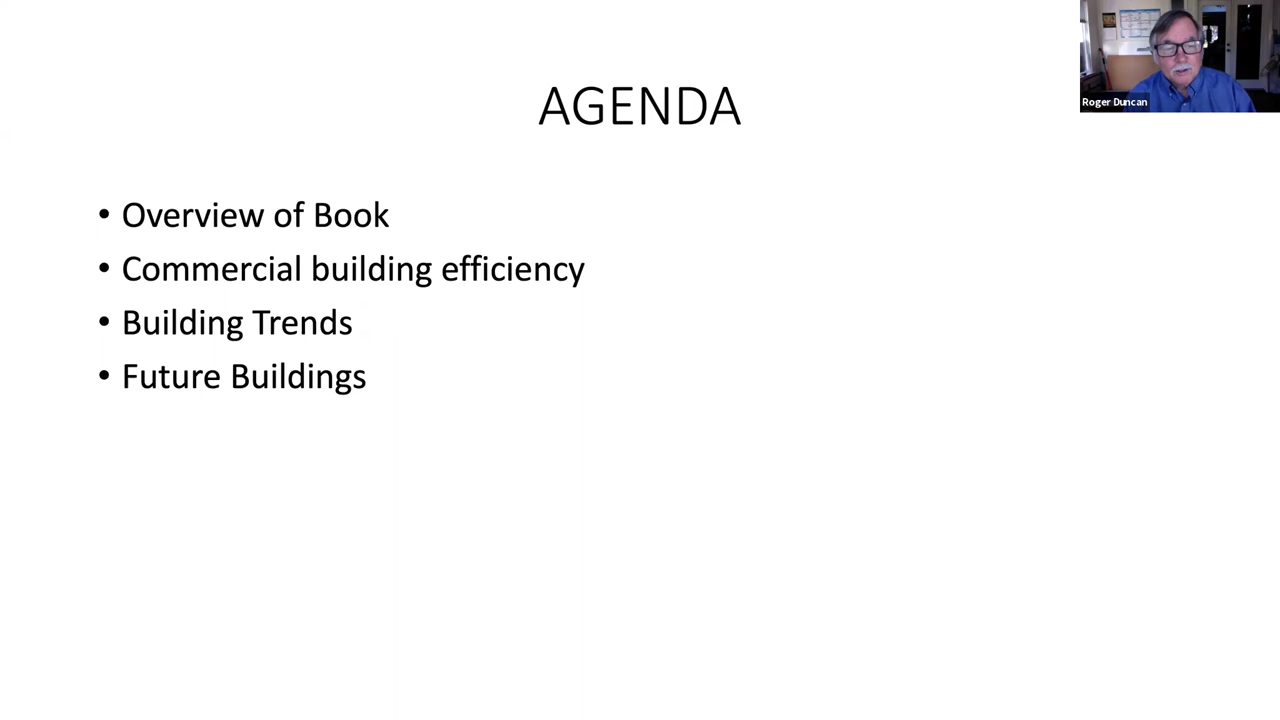 AGENDA
• Overview of Book
• Commercial building efficiency
• Building Trends
• Future Buildings
Roger Duncan